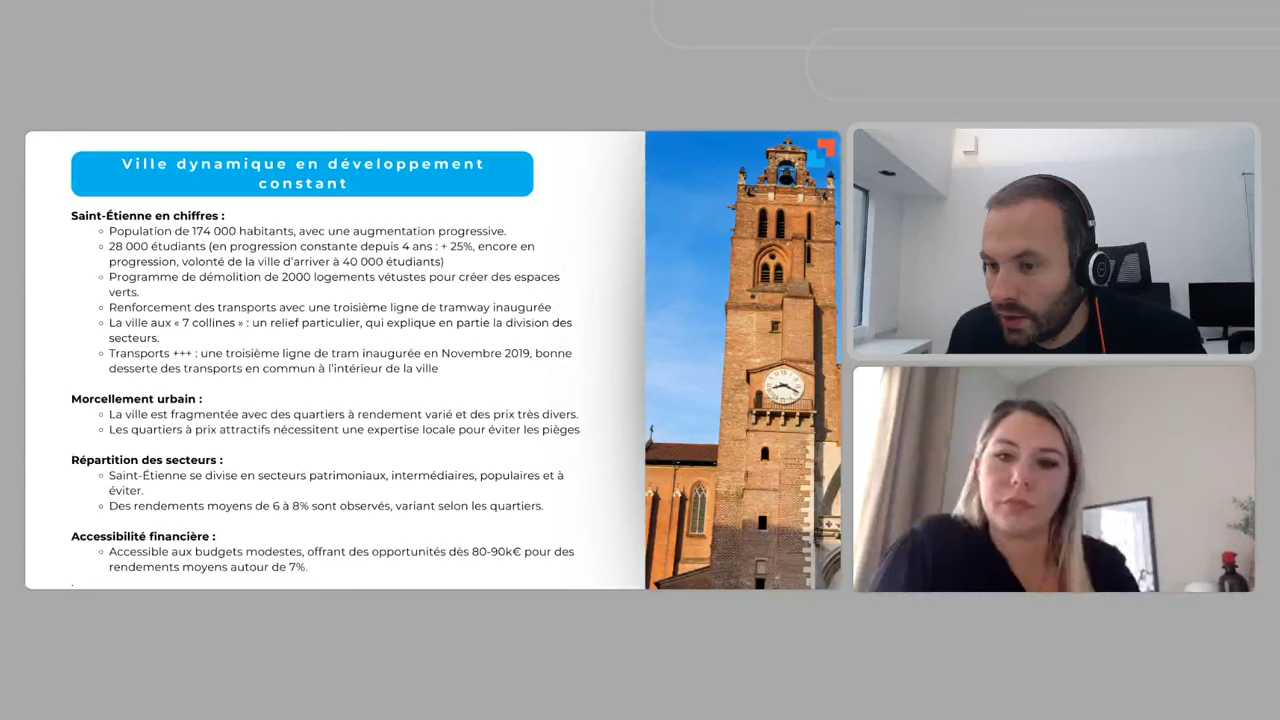 Ville dynamique en développement
constant
Saint-Étienne en chiffres :
◦ Population de 174 000 habitants, avec une augmentation progressive.
◦ 28 000 étudiants (en progression constante depuis 4 ans : + 25%, encore en
progression, volonté de la ville d’arriver à 40 000 étudiants)
◦ Programme de démolition de 2000 logements vétustes pour créer des espaces
verts.
◦ Renforcement des transports avec une troisième ligne de tramway inaugurée
◦ La ville aux « 7 collines » : un relief particulier, qui explique en partie la division des
secteurs.
◦ Transports +++ : une troisième ligne de tram inaugurée en Novembre 2019, bonne
desserte des transports en commun à l’intérieur de la ville
Morcellement urbain :
◦ La ville est fragmentée avec des quartiers à rendement varié et des prix très divers.
◦ Les quartiers à prix attractifs nécessitent une expertise locale pour éviter les pièges
Répartition des secteurs :
◦ Saint-Étienne se divise en secteurs patrimoniaux, intermédiaires, populaires et à
éviter.
◦ Des rendements moyens de 6 à 8% sont observés, variant selon les quartiers.
Accessibilité financière :
◦ Accessible aux budgets modestes, offrant des opportunités dès 80-90k€ pour des
rendements moyens autour de 7%.
.